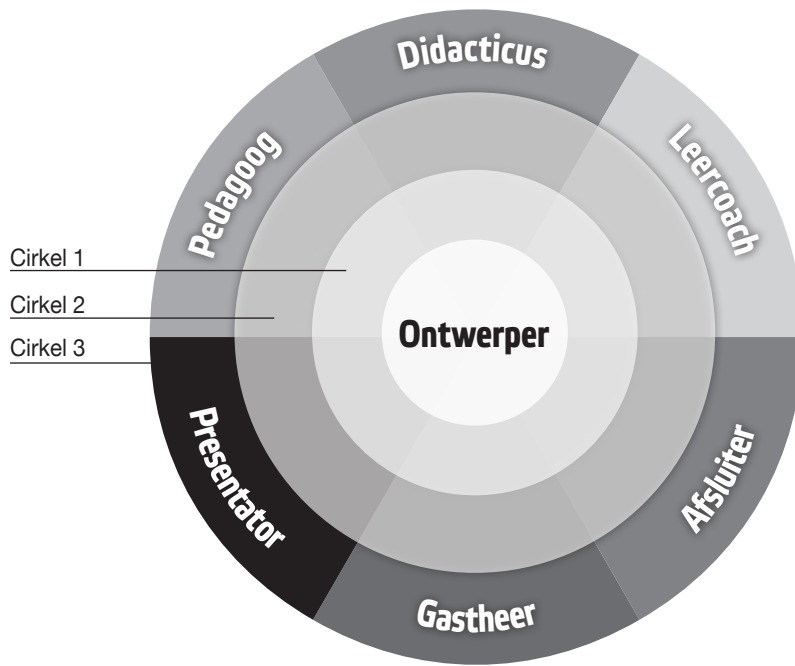 Didacticus
Pedagoog
Leercoach
Cirkel 1
Cirkel 2
Cirkel 3
Ontwerper
Presentator
Afsluiter
Gastheer